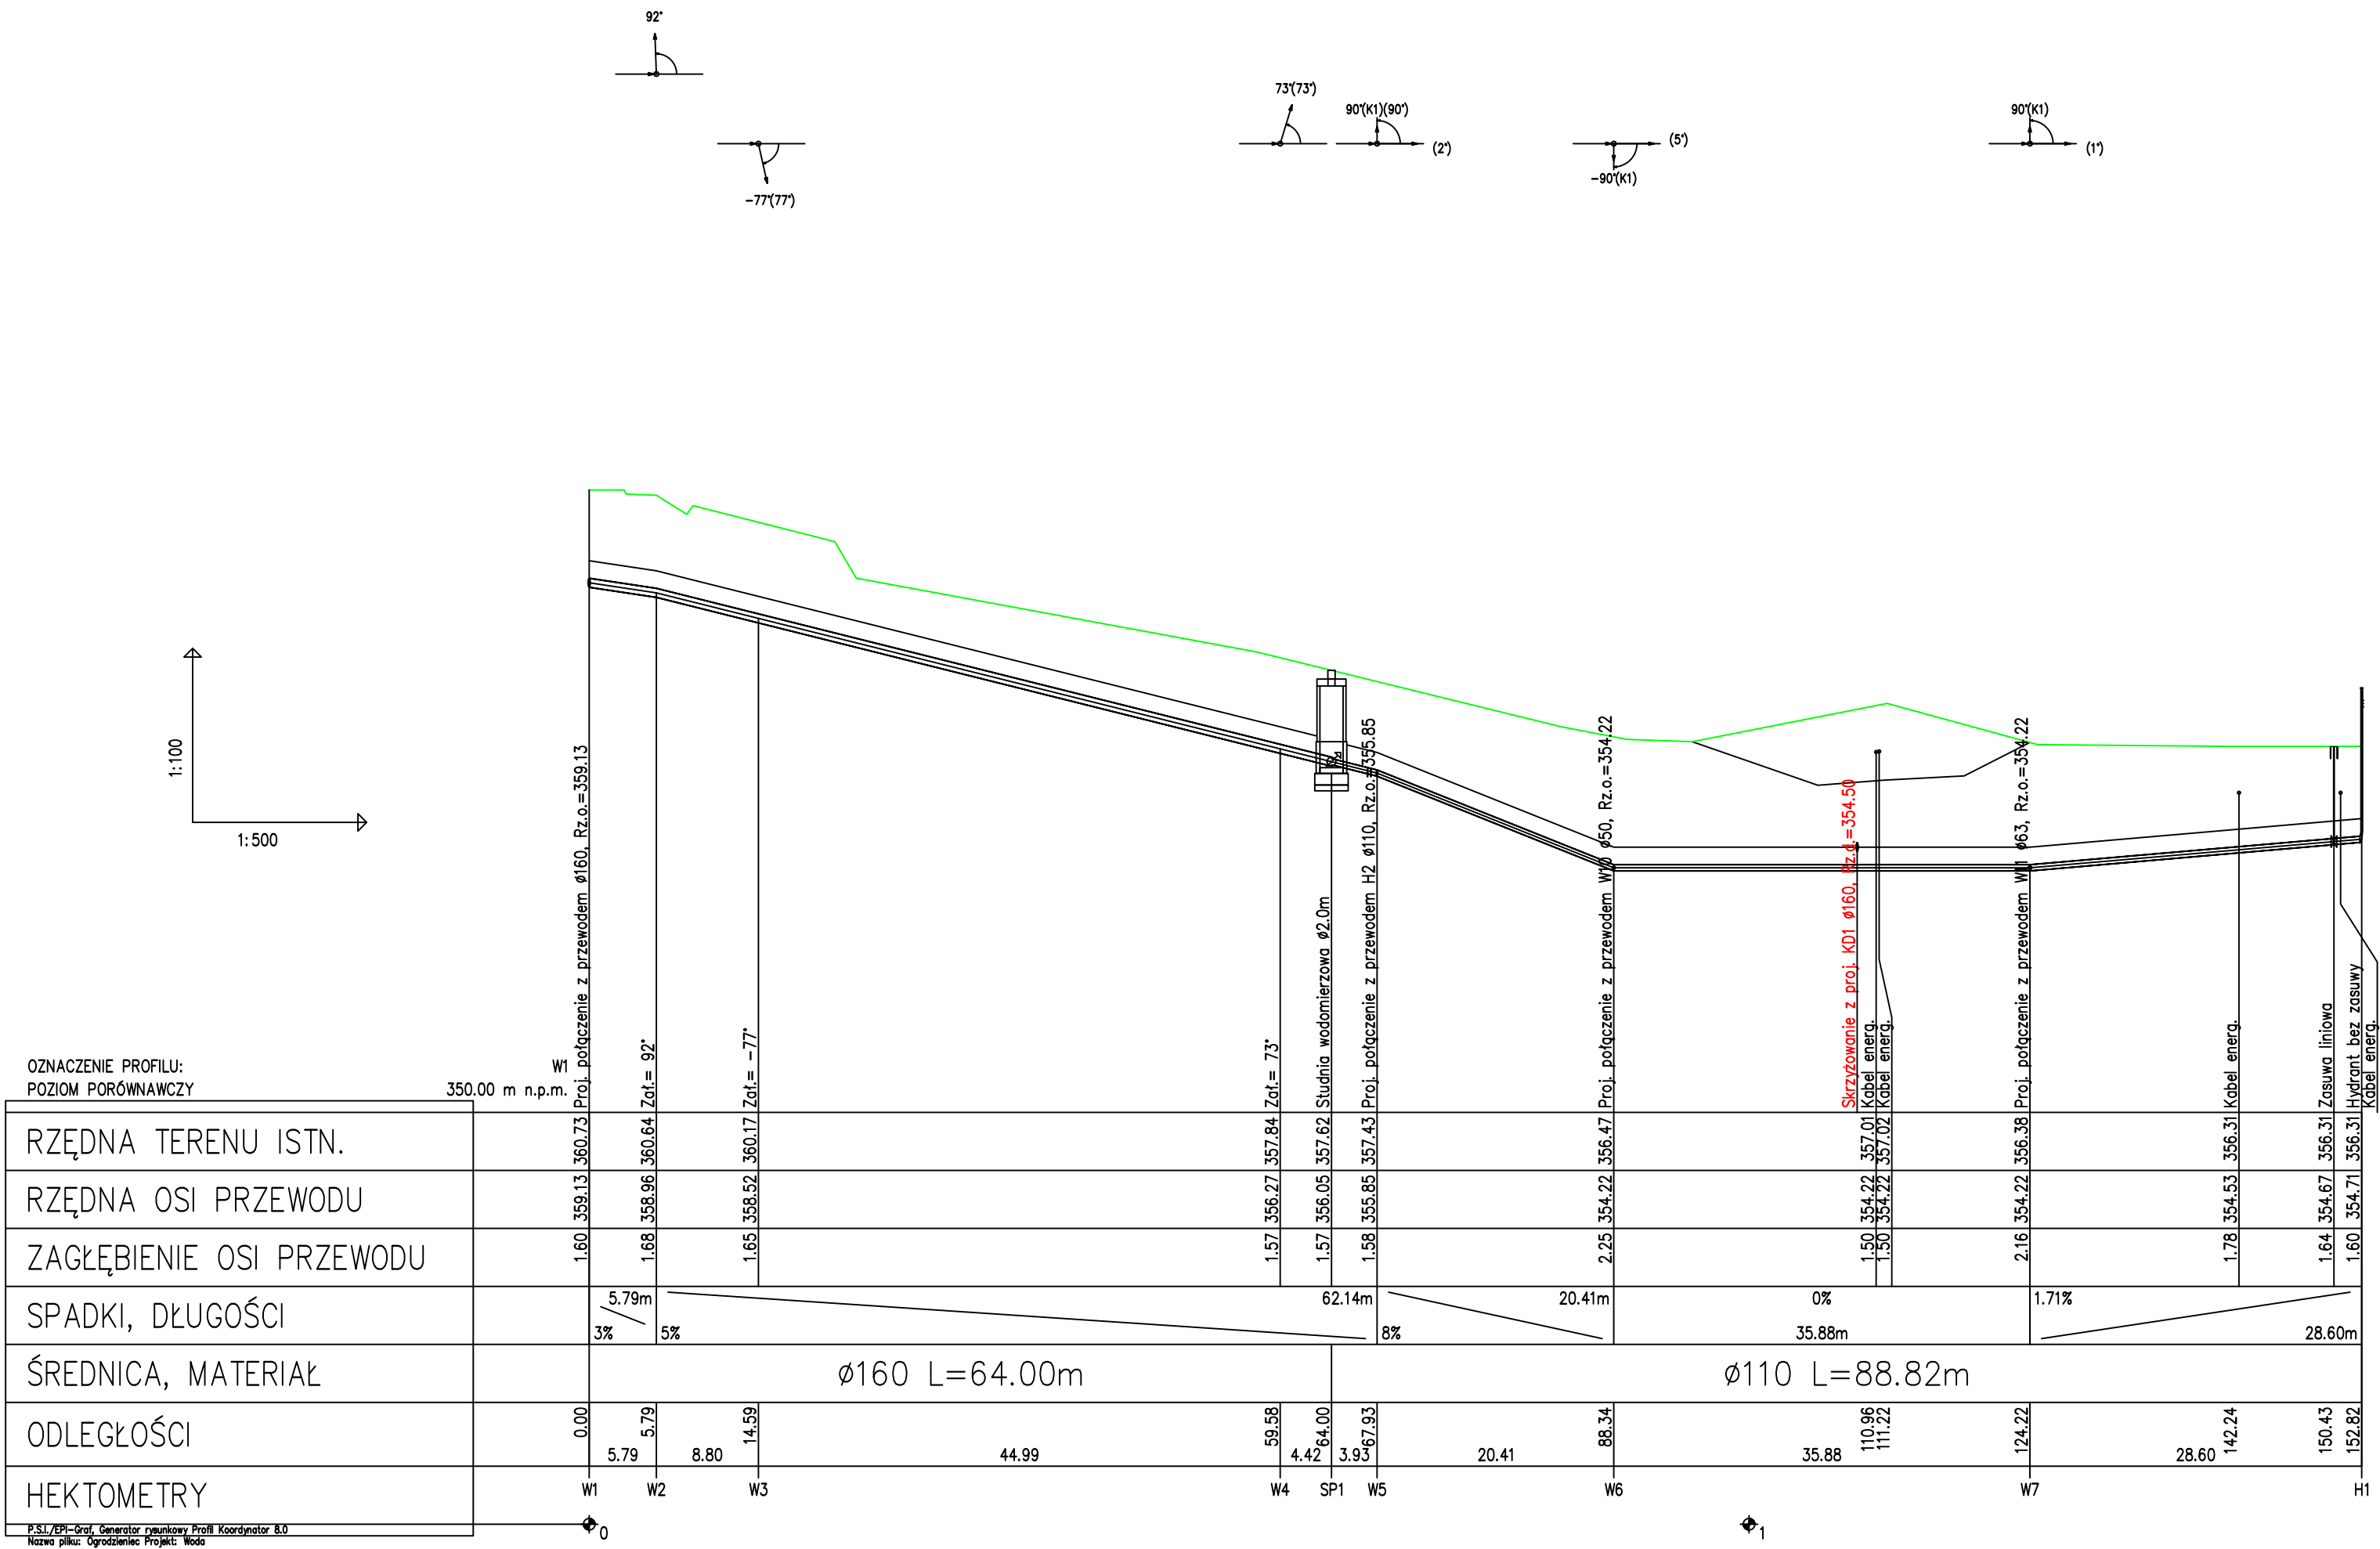 92°
73°(73°)
90°(K1)(90°)
90°(K1)
(2°)
(5°)
(1°)
-77°(77°)
-90°(K1)
1:100
1:500
Proj. połączenie z przewodem ø160, Rz.o.=359.13
Zał.= 92°
Zał.= -77°
Zał.= 73°
Studnia wodomierzowa ø2.0m
Proj. połączenie z przewodem H2 ø110, Rz.o.=355.85
Proj. połączenie z przewodem W10 ø50, Rz.o.=354.22
Skrzyżowanie z proj. KD1 ø160, Rz.d.=354.50
Kabel energ.
Kabel energ.
Proj. połączenie z przewodem W11 ø63, Rz.o.=354.22
Kabel energ.
Zasuwa liniowa
Hydrant bez zasuwy
Kabel energ.
OZNACZENIE PROFILU: W1
POZIOM PORÓWNAWCZY 350.00 m n.p.m.
RZĘDNA TERENU ISTN. 360.73 360.64 360.17 357.84 357.62 357.43 356.47 357.01 357.02 356.38 356.31 356.31 356.31
RZĘDNA OSI PRZEWODU 359.13 358.96 358.52 356.27 356.05 355.85 354.22 354.22 354.22 354.22 354.53 354.67 354.71
ZAGŁĘBIENIE OSI PRZEWODU 1.60 1.68 1.65 1.57 1.57 1.58 2.25 1.50 1.50 2.16 1.78 1.64 1.60
SPADKI, DŁUGOŚCI
5.79m 62.14m 20.41m 0% 1.71%
3% 5% 8% 35.88m 28.60m
ŚREDNICA, MATERIAŁ ø160 L=64.00m ø110 L=88.82m
ODLEGŁOŚCI 0.00 5.79 14.59 59.58 64.00 67.93 88.34 110.96 111.22 124.22 142.24 150.43 152.82
5.79 8.80 44.99 4.42 3.93 20.41 35.88 28.60
HEKTOMETRY W1 W2 W3 W4 SP1 W5 W6 W7 H1
0 1
P.S.I./EPI-Graf, Generator rysunkowy Profil Koordynator 8.0
Nazwa pliku: Ogrodzieniec Projekt: Woda